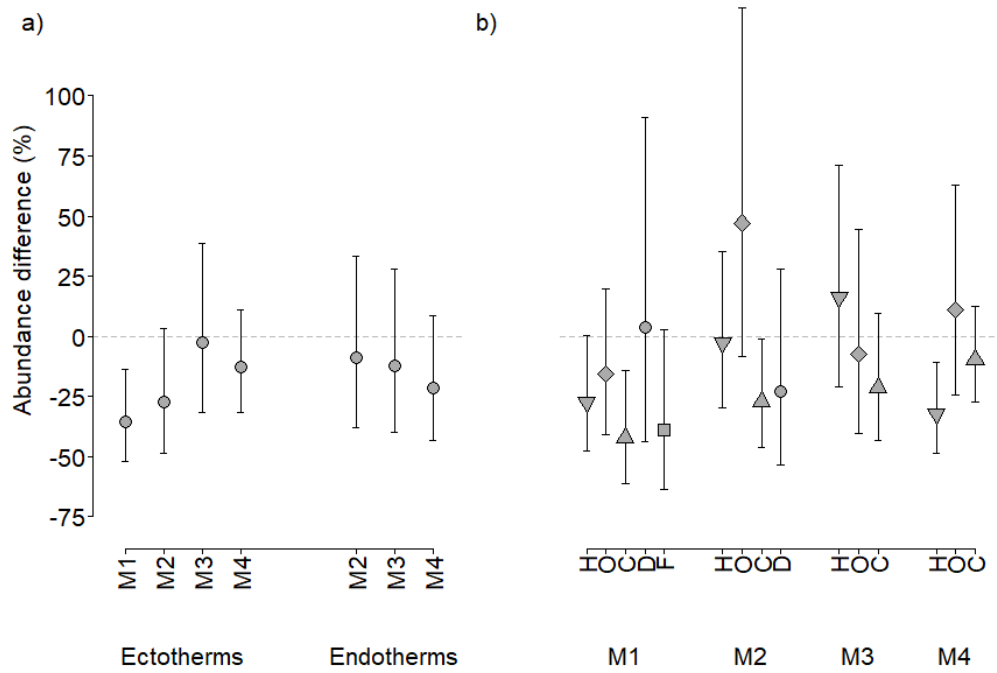 a)
b)
Abundance difference (%)
100
75
50
25
0
-25
-50
-75
M1 M2 M3 M4 M2 M3 M4
H O C D F H O C D H O C H O C
Ectotherms Endotherms M1 M2 M3 M4